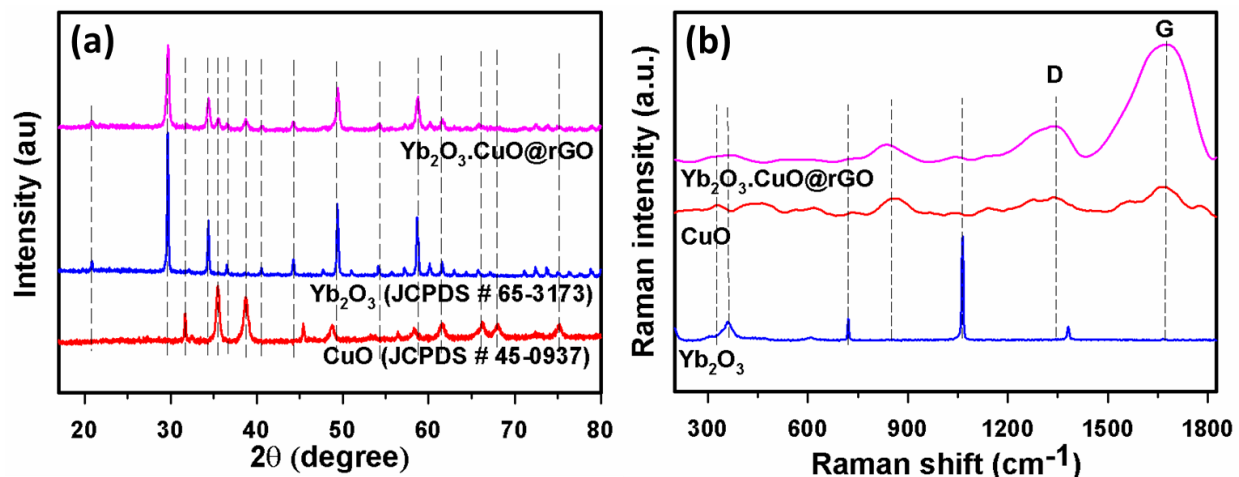 (a)
Intensity (au)
Yb₂O₃.CuO@rGO
Yb₂O₃ (JCPDS # 65-3173)
CuO (JCPDS # 45-0937)
20 30 40 50 60 70 80
2θ (degree)
(b)
G
D
Raman intensity (a.u.)
Yb₂O₃.CuO@rGO
CuO
Yb₂O₃
300 600 900 1200 1500 1800
Raman shift (cm⁻¹)